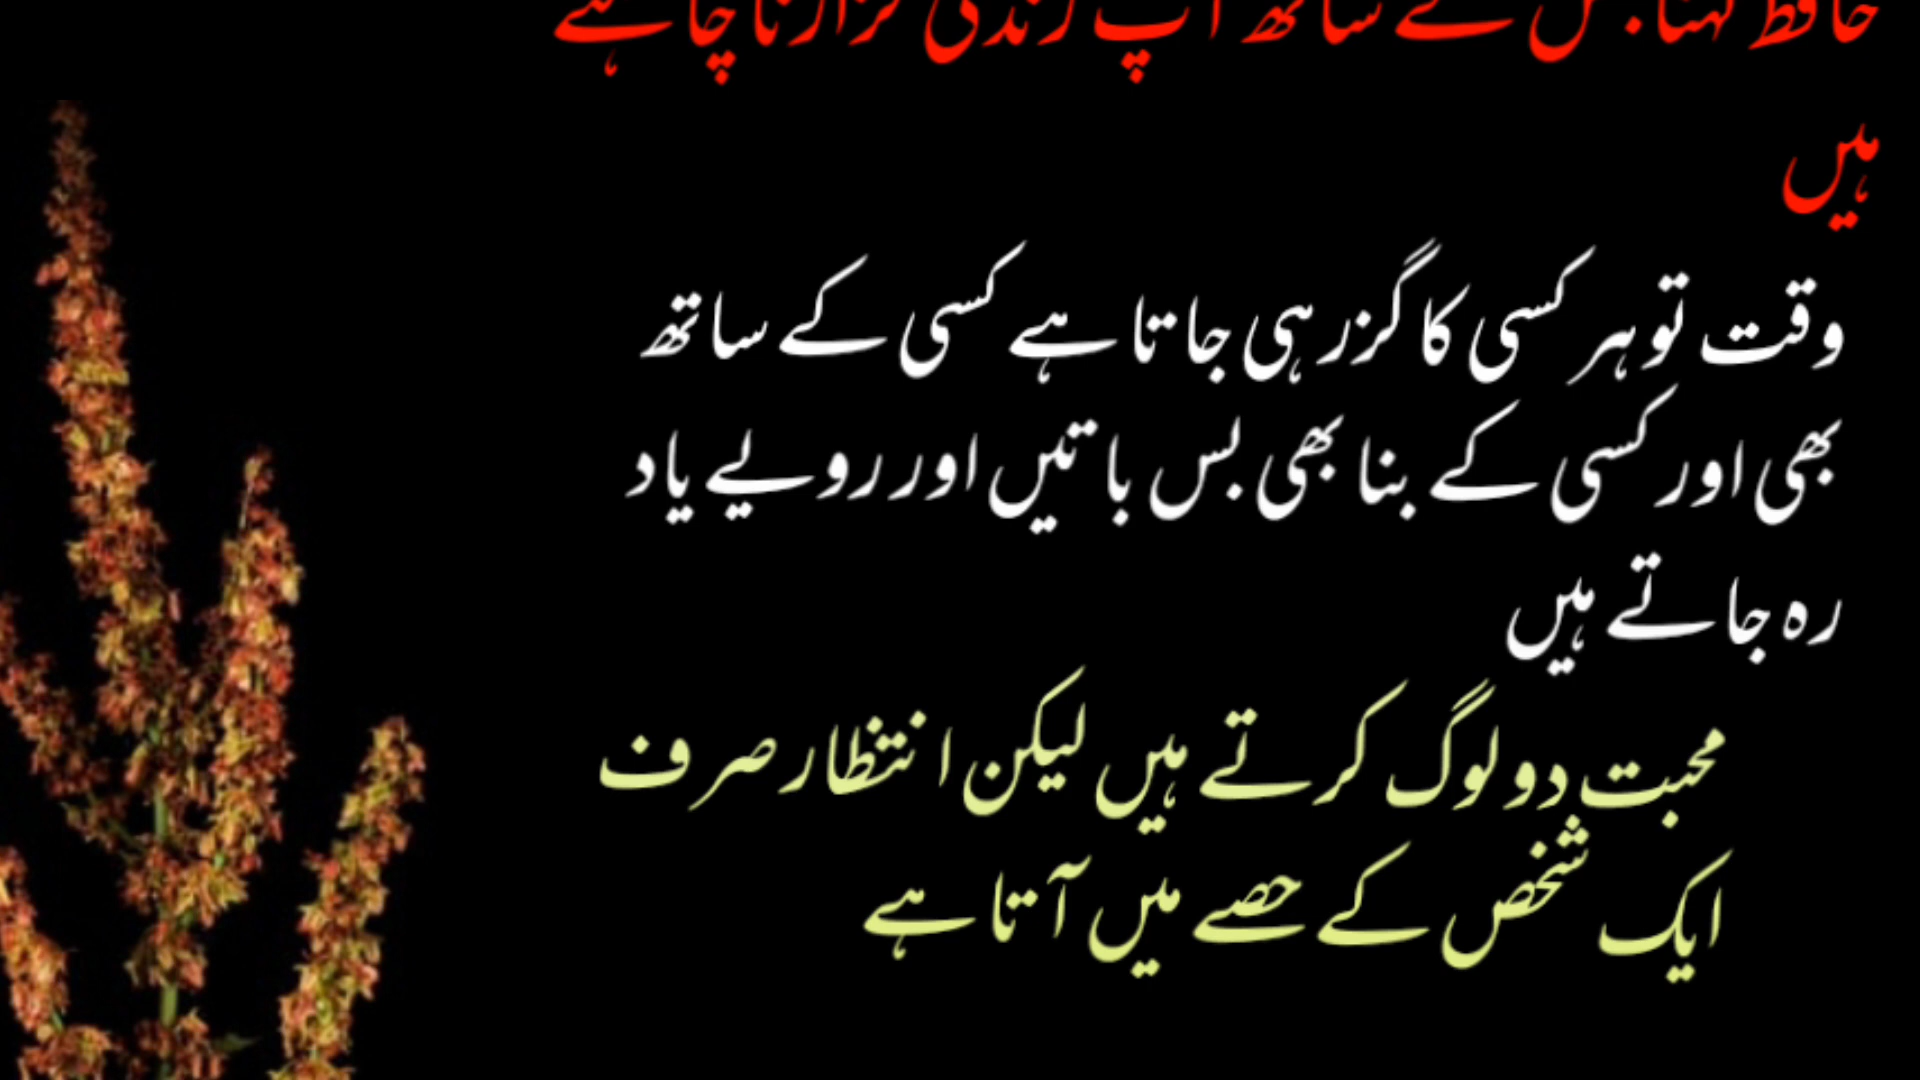 حافظ کہنا۔ جس کے ساتھ آپ زندگی گزارنا چاہتے
ہیں
وقت تو ہر کسی کا گزر ہی جاتا ہے کسی کے ساتھ
بھی اور کسی کے بنا بھی بس باتیں اور رویے یاد
رہ جاتے ہیں
محبت دو لوگ کرتے ہیں لیکن انتظار صرف
ایک شخص کے حصے میں آتا ہے